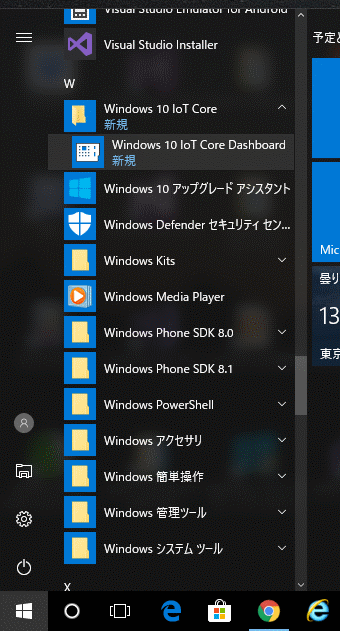 Visual Studio Emulator for Android
Visual Studio Installer
W
Windows 10 IoT Core
新規
Windows 10 IoT Core Dashboard
新規
Windows 10 アップグレード アシスタント
Windows Defender セキュリティ セン...
Windows Kits
Windows Media Player
Windows Phone SDK 8.0
Windows Phone SDK 8.1
Windows PowerShell
Windows アクセサリ
Windows 簡単操作
Windows 管理ツール
Windows システム ツール
X
予定と
Mic
曇り
13
東京